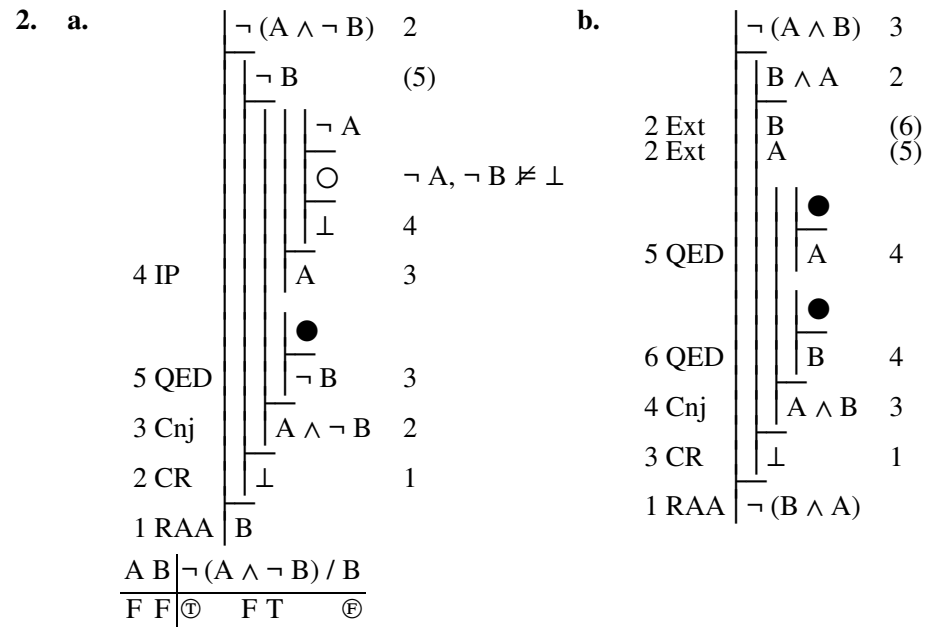 2. a.
¬ (A ∧ ¬ B) 2
¬ B (5)
¬ A
○ ¬ A, ¬ B ⊭ ⊥
⊥ 4
4 IP A 3
●
5 QED ¬ B 3
3 Cnj A ∧ ¬ B 2
2 CR ⊥ 1
1 RAA B
A B ¬ (A ∧ ¬ B) / B
F F Ⓣ F T Ⓕ
b.
¬ (A ∧ B) 3
B ∧ A 2
2 Ext B (6)
2 Ext A (5)
●
5 QED A 4
●
6 QED B 4
4 Cnj A ∧ B 3
3 CR ⊥ 1
1 RAA ¬ (B ∧ A)